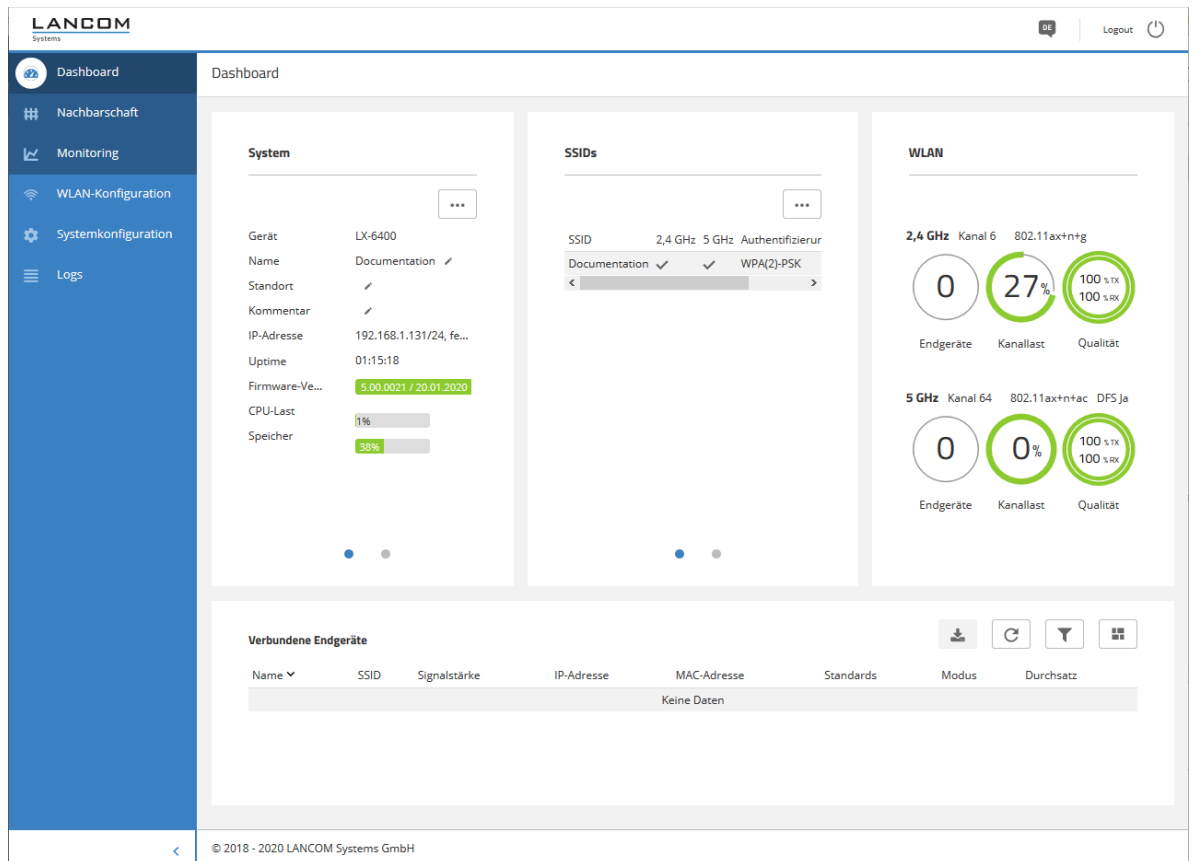 LANCOM
Systems
DE
Logout
Dashboard
Nachbarschaft
Monitoring
WLAN-Konfiguration
Systemkonfiguration
Logs
Dashboard
System
...
Gerät LX-6400
Name Documentation
Standort
Kommentar
IP-Adresse 192.168.1.131/24, fe...
Uptime 01:15:18
Firmware-Ve... 5.00.0021 / 20.01.2020
CPU-Last 1%
Speicher 38%
SSIDs
...
SSID 2,4 GHz 5 GHz Authentifizierur
Documentation ✓ ✓ WPA(2)-PSK
WLAN
2,4 GHz Kanal 6 802.11ax+n+g
0 27% 100 % TX
100 % RX
Endgeräte Kanallast Qualität
5 GHz Kanal 64 802.11ax+n+ac DFS Ja
0 0% 100 % TX
100 % RX
Endgeräte Kanallast Qualität
Verbundene Endgeräte
Name SSID Signalstärke IP-Adresse MAC-Adresse Standards Modus Durchsatz
Keine Daten
© 2018 - 2020 LANCOM Systems GmbH